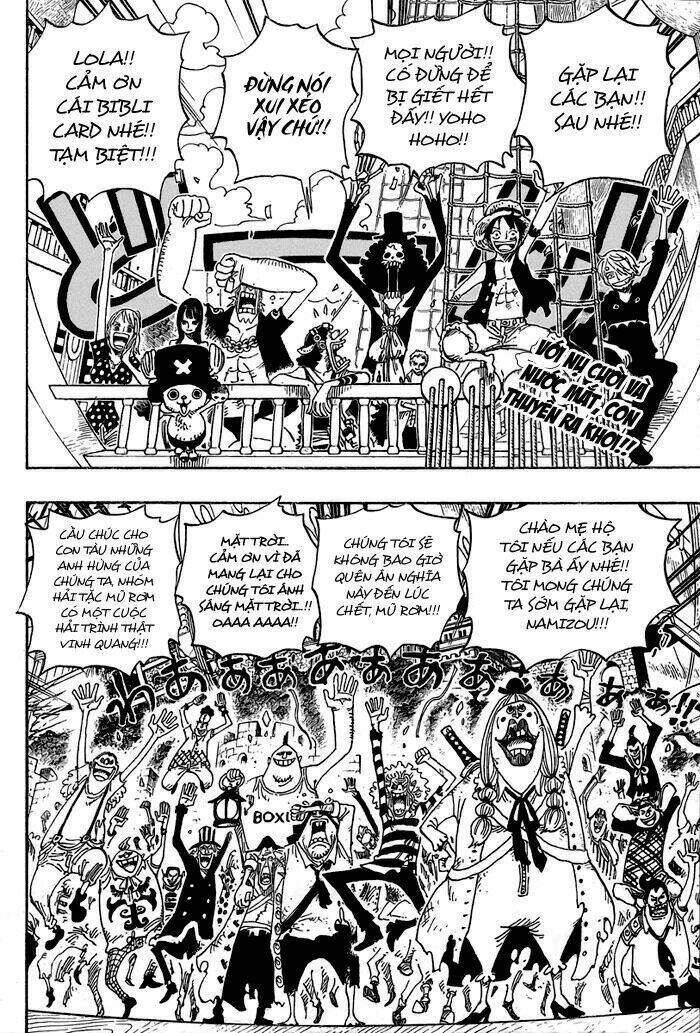 GẶP LẠI
CÁC BẠN!!
SAU NHÉ!!
MỌI NGƯỜI!!
CỐ ĐỪNG ĐỂ
BỊ GIẾT HẾT
ĐẤY!! YOHO
HOHO!!
ĐỪNG NÓI
XUI XẺO
VẬY CHỨ!!
LOLA!!
CẢM ƠN
CÁI BIBLI
CARD NHÉ!!
TẠM BIỆT!!!
VỚI NỤ CƯỜI VÀ
NƯỚC MẮT, CON
THUYỀN RA KHƠI!!
CHÀO MẸ HỘ
TÔI NẾU CÁC BẠN
GẶP BÀ ẤY NHÉ!!
TÔI MONG CHÚNG
TA SỚM GẶP LẠI,
NAMIZOU!!!
CHÚNG TÔI SẼ
KHÔNG BAO GIỜ
QUÊN ÂN NGHĨA
NÀY ĐẾN LÚC
CHẾT, MŨ RƠM!!!
MẶT TRỜI..
CẢM ƠN VÌ ĐÃ
MANG LẠI CHO
CHÚNG TÔI ÁNH
SÁNG MẶT TRỜI..!!
OAAA AAAA!!
CẦU CHÚC CHO
CON TÀU NHỮNG
ANH HÙNG CỦA
CHÚNG TA NHÓM
HẢI TẶC MŨ RƠM
CÓ MỘT CUỘC
HẢI TRÌNH THẬT
VINH QUANG!!!
わあぁぁぁあぁぁぁぁあぁ!!
BOXI